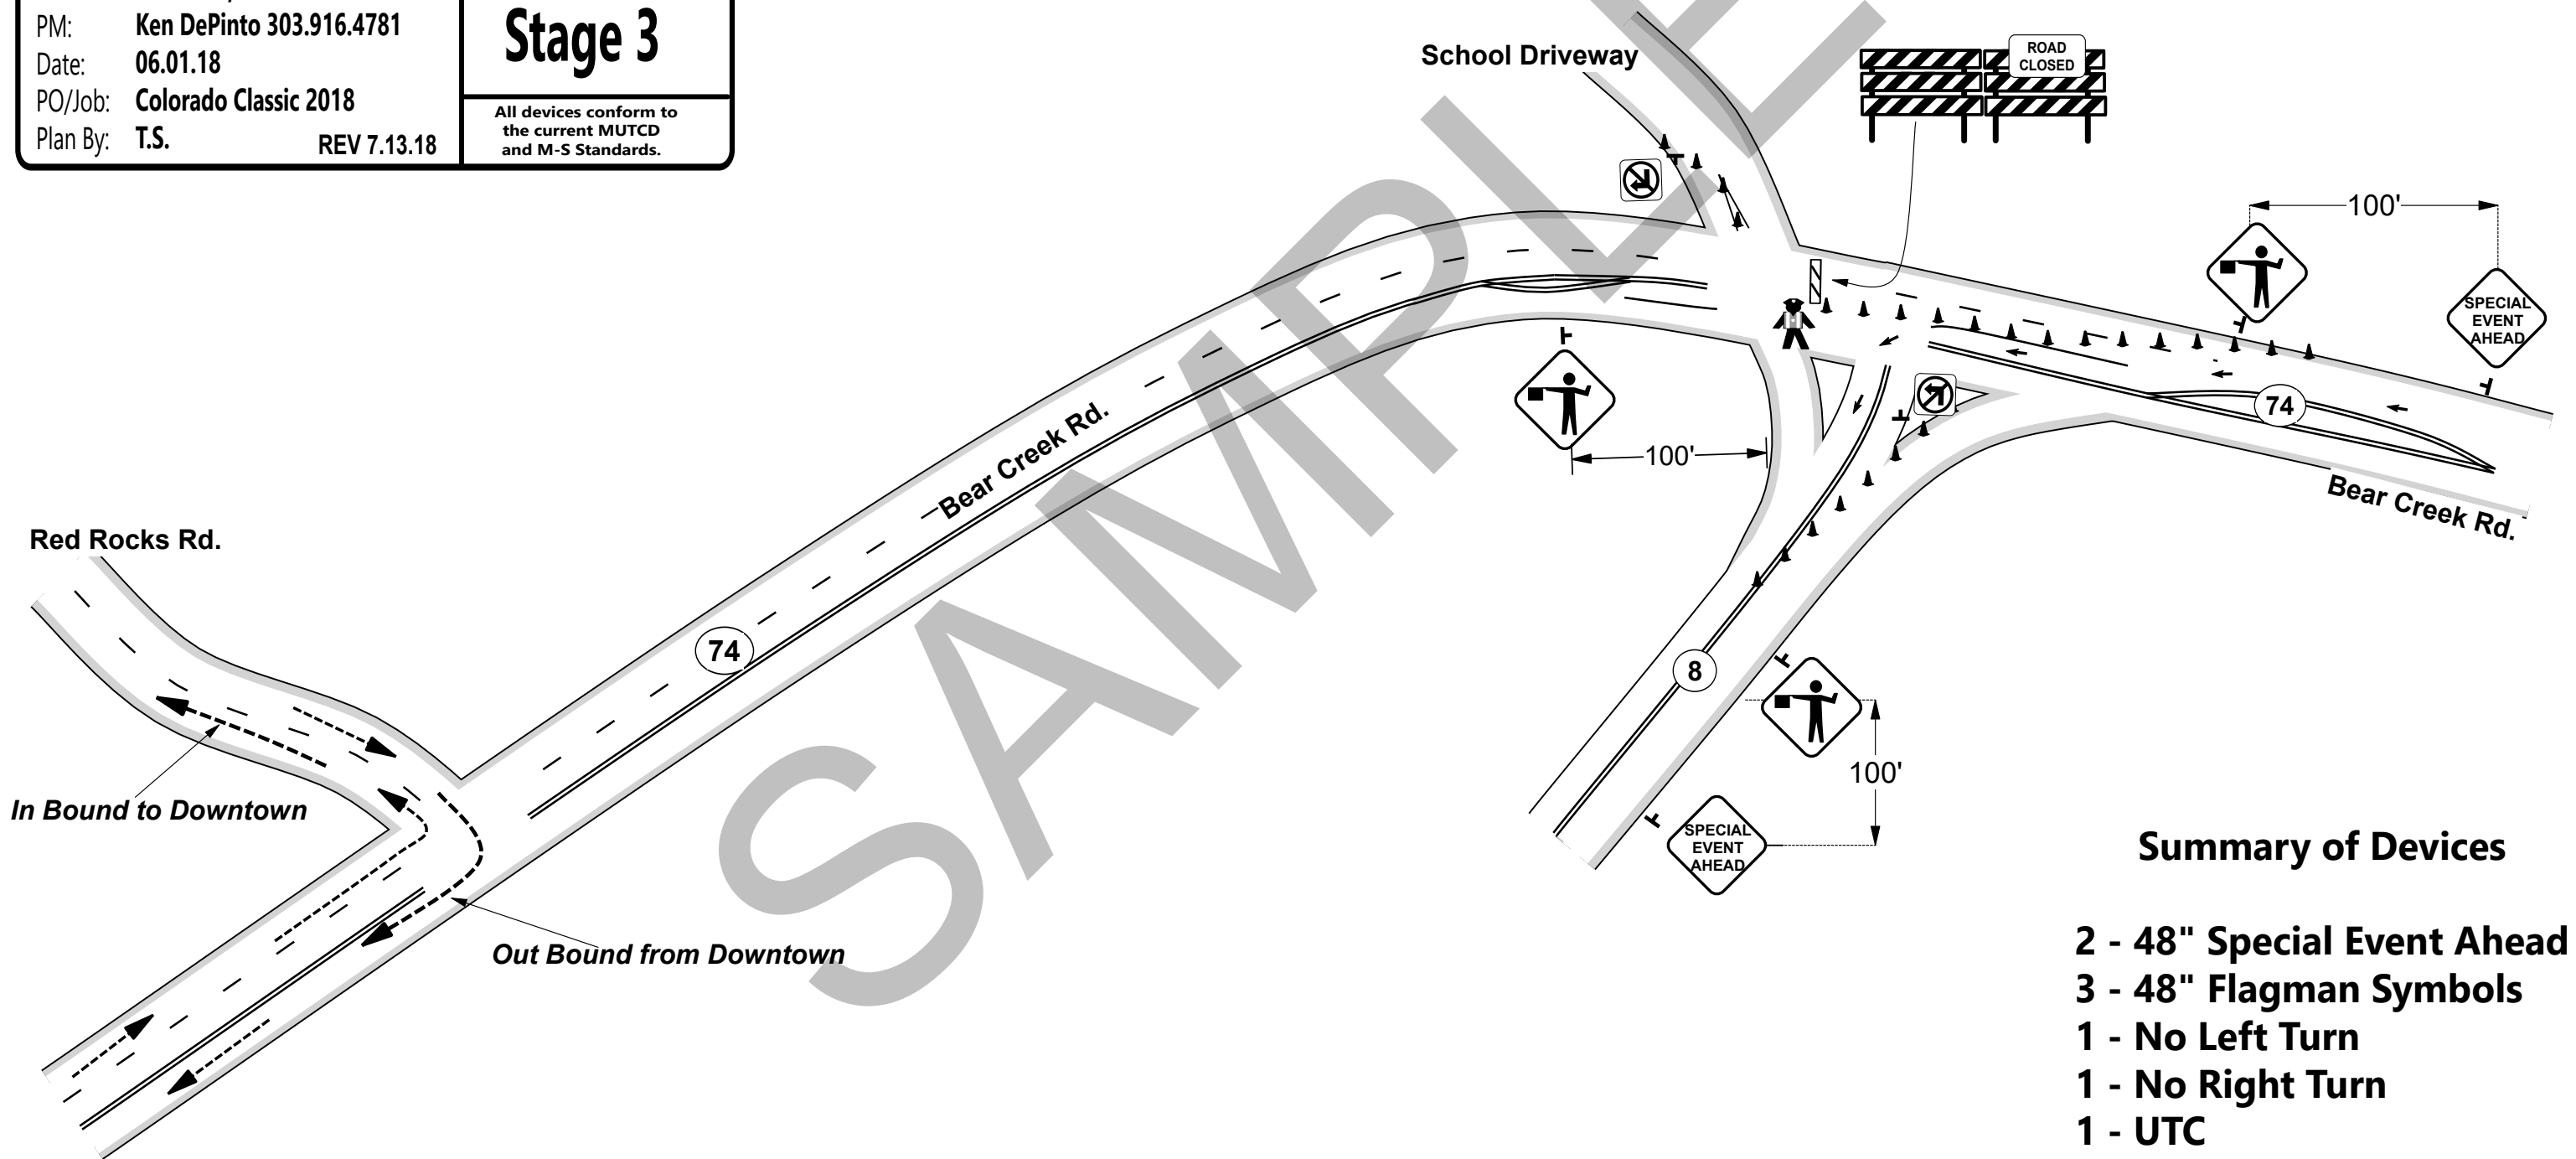 PM: Ken DePinto 303.916.4781
Date: 06.01.18
PO/Job: Colorado Classic 2018
Plan By: T.S. REV 7.13.18
Stage 3
All devices conform to
the current MUTCD
and M-S Standards.
School Driveway
ROAD
CLOSED
100'
SPECIAL
EVENT
AHEAD
74
Bear Creek Rd.
100'
Bear Creek Rd.
Red Rocks Rd.
74
8
100'
In Bound to Downtown
SPECIAL
EVENT
AHEAD
Out Bound from Downtown
SAMPLE
Summary of Devices
2 - 48" Special Event Ahead
3 - 48" Flagman Symbols
1 - No Left Turn
1 - No Right Turn
1 - UTC